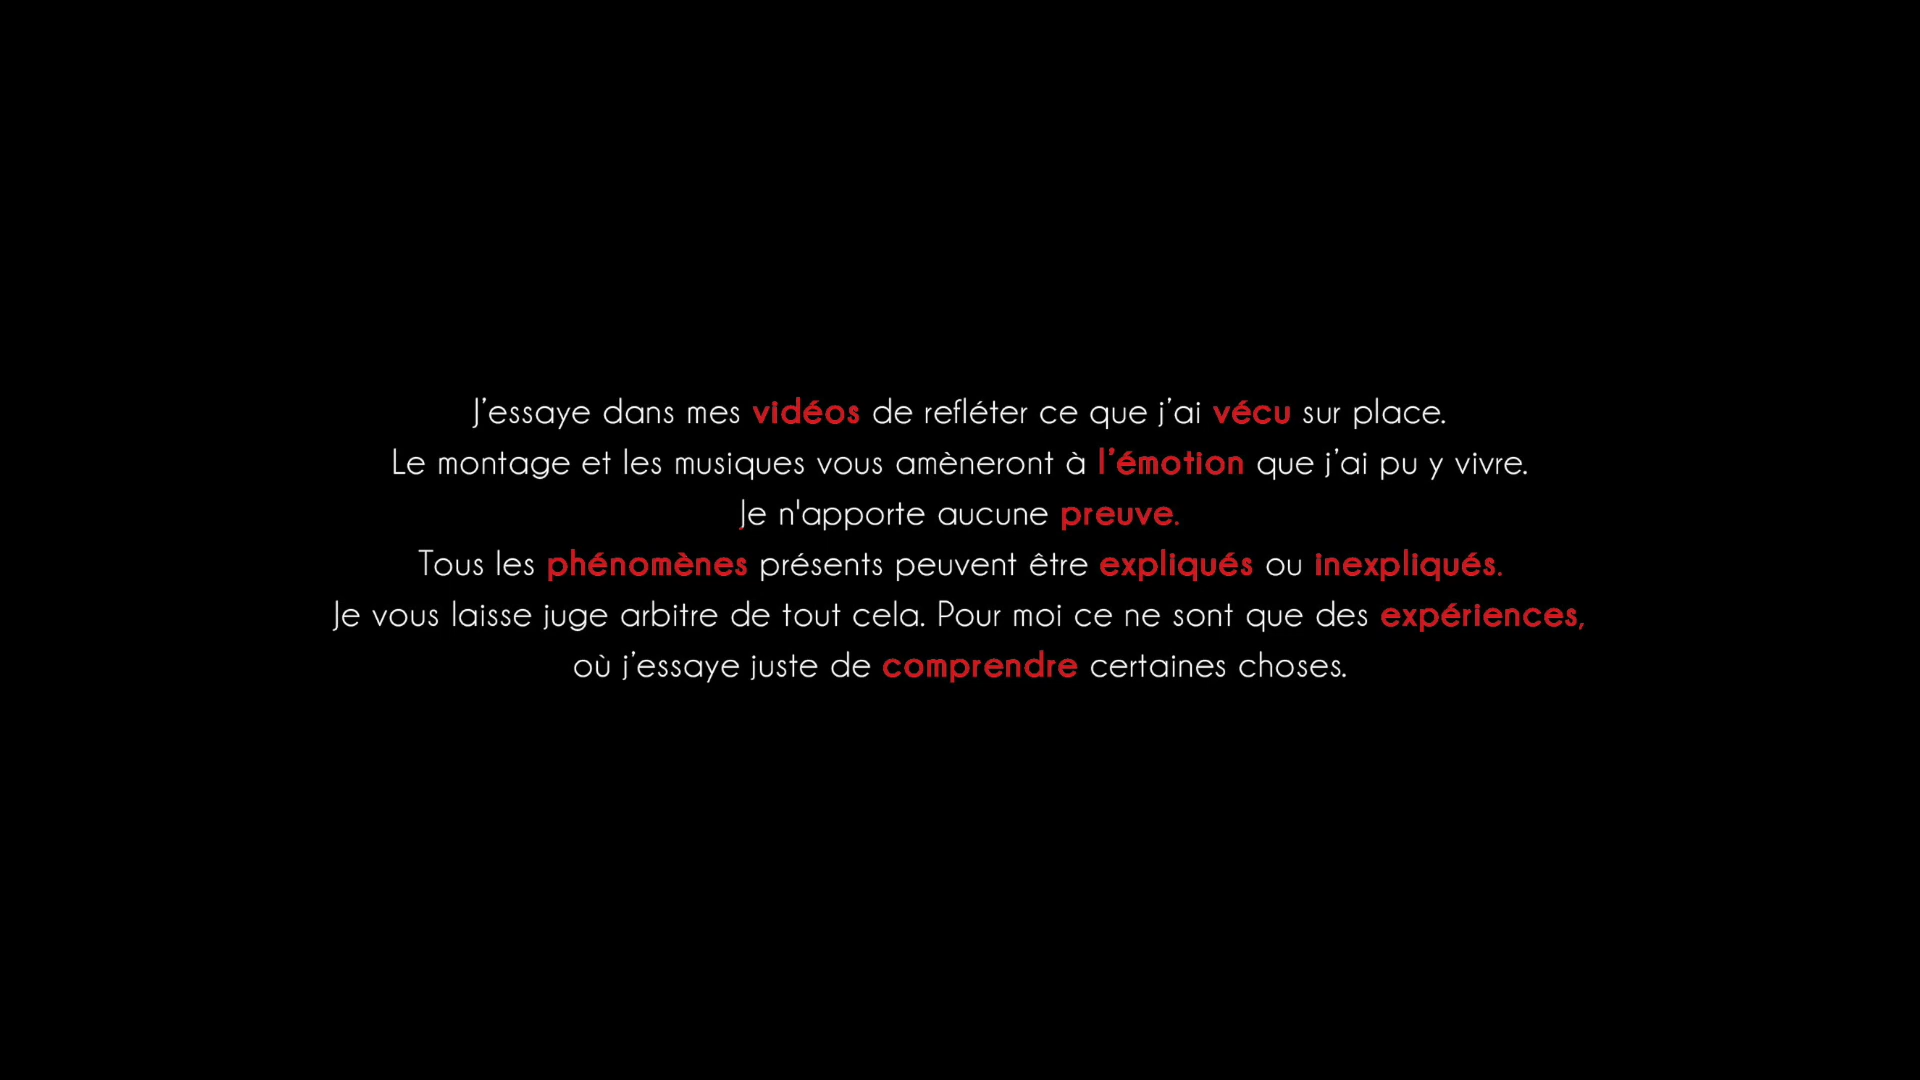 J’essaye dans mes vidéos de refléter ce que j’ai vécu sur place.
Le montage et les musiques vous amèneront à l’émotion que j’ai pu y vivre.
Je n'apporte aucune preuve.
Tous les phénomènes présents peuvent être expliqués ou inexpliqués.
Je vous laisse juge arbitre de tout cela. Pour moi ce ne sont que des expériences,
où j’essaye juste de comprendre certaines choses.